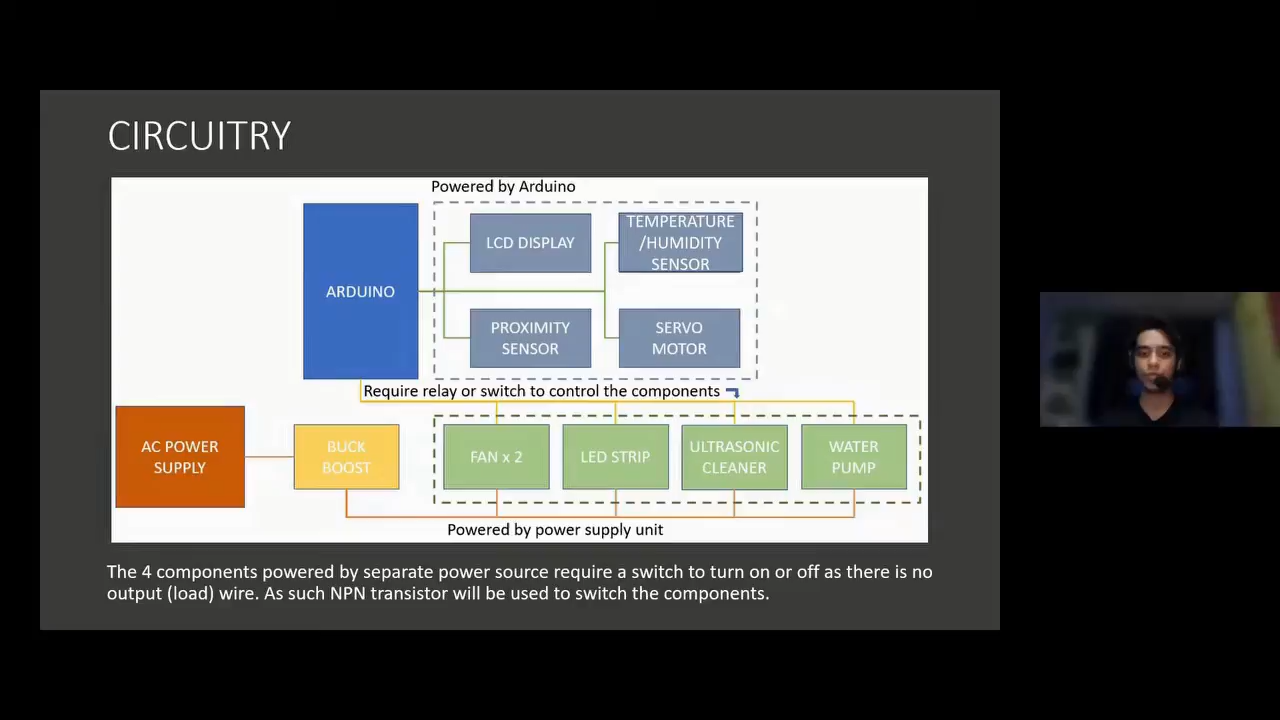 CIRCUITRY
Powered by Arduino
ARDUINO
LCD DISPLAY
TEMPERATURE
/HUMIDITY
SENSOR
PROXIMITY
SENSOR
SERVO
MOTOR
Require relay or switch to control the components
AC POWER
SUPPLY
BUCK
BOOST
FAN x 2
LED STRIP
ULTRASONIC
CLEANER
WATER
PUMP
Powered by power supply unit
The 4 components powered by separate power source require a switch to turn on or off as there is no
output (load) wire. As such NPN transistor will be used to switch the components.